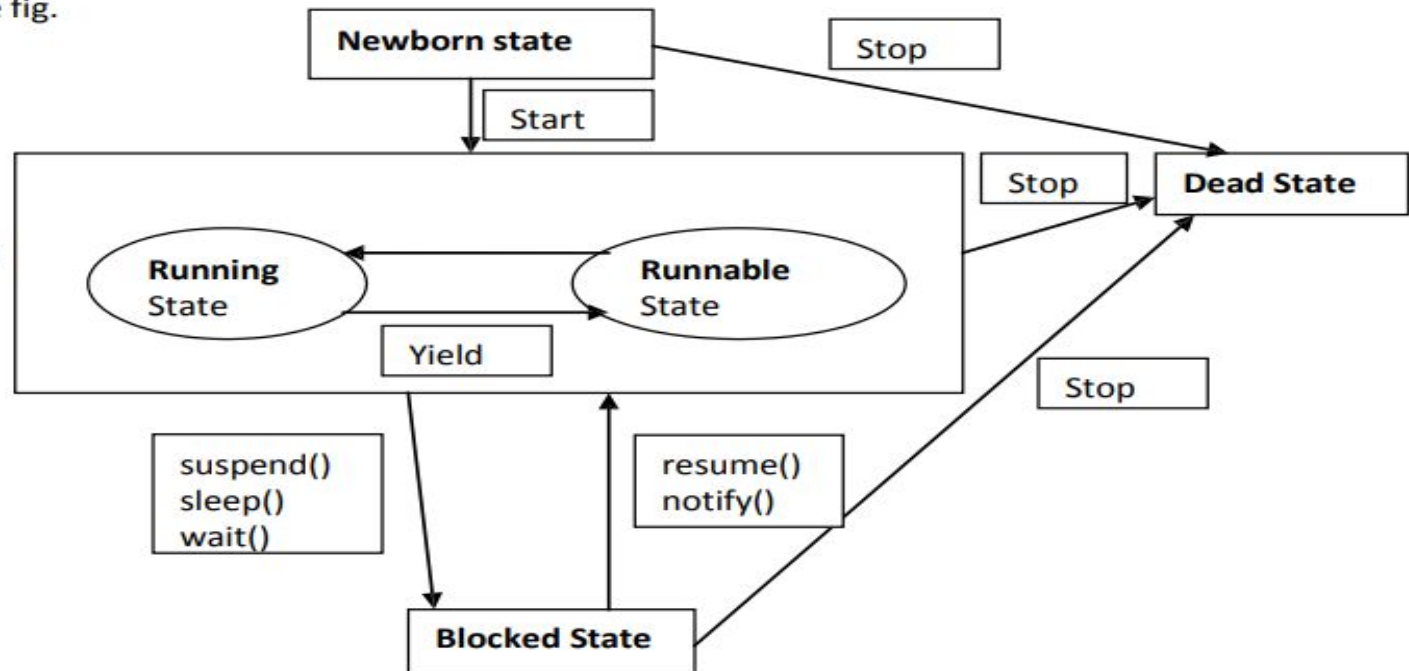 fig.
Newborn state
Stop
Start
Stop
Dead State
Running
State
Runnable
State
Yield
Stop
suspend()
sleep()
wait()
resume()
notify()
Blocked State